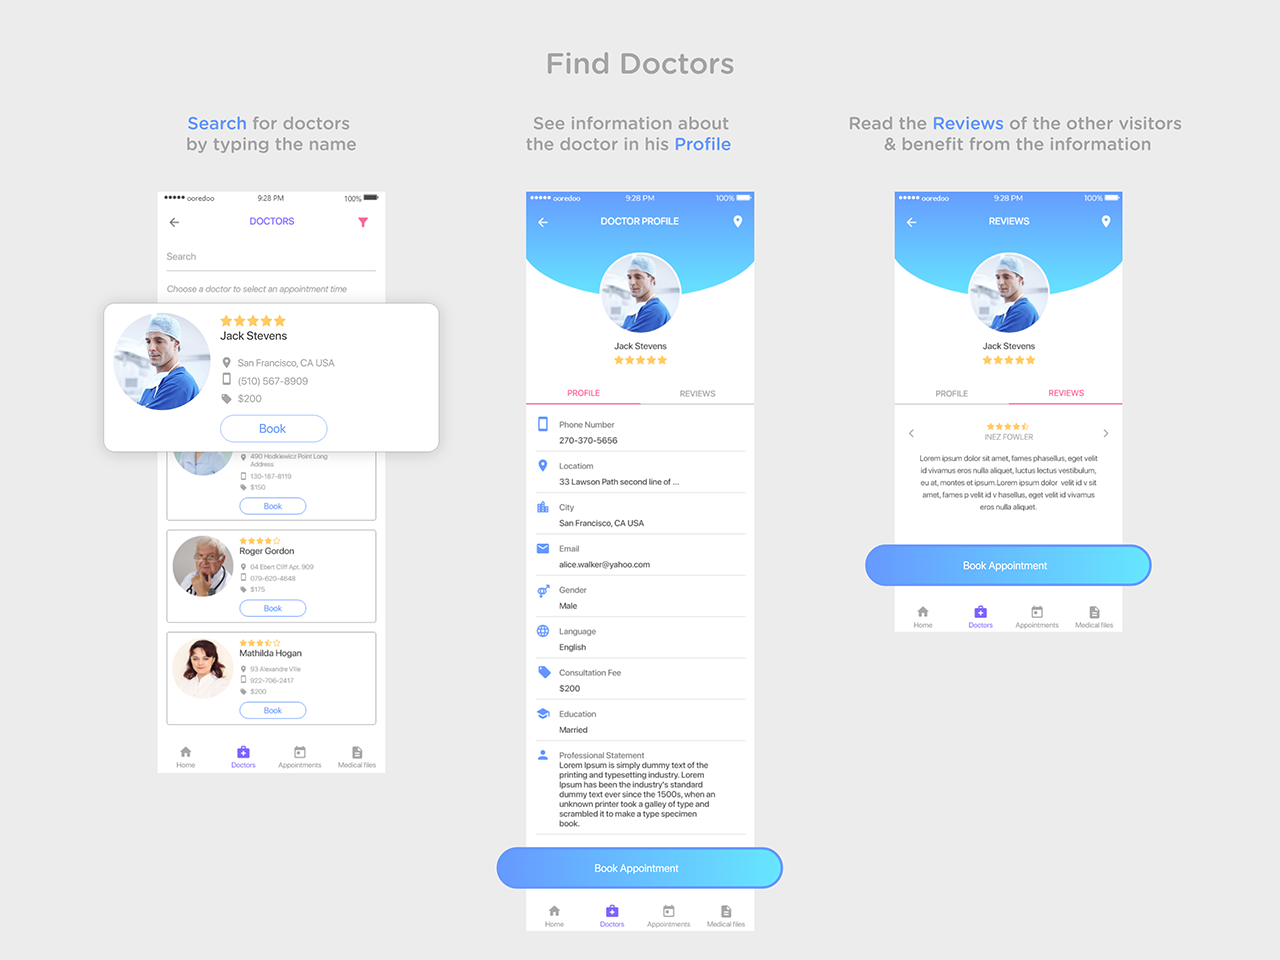 Find Doctors
Search for doctors
by typing the name
ooredoo 9:28 PM 100%
DOCTORS
Search
Choose a doctor to select an appointment time
Jack Stevens
San Francisco, CA USA
(510) 567-8909
$200
Book
490 Hodkiewicz Point Long
Address
130-187-8119
$150
Book
Roger Gordon
04 Ebert Cliff Apt. 909
079-620-4648
$175
Book
Mathilda Hogan
93 Alexandre Ville
922-706-2417
$200
Book
Home Doctors Appointments Medical files
See information about
the doctor in his Profile
ooredoo 9:28 PM 100%
DOCTOR PROFILE
Jack Stevens
PROFILE REVIEWS
Phone Number
270-370-5656
Locatiom
33 Lawson Path second line of ...
City
San Francisco, CA USA
Email
alice.walker@yahoo.com
Gender
Male
Language
English
Consultation Fee
$200
Education
Married
Professional Statement
Lorem Ipsum is simply dummy text of the
printing and typesetting industry. Lorem
Ipsum has been the industry's standard
dummy text ever since the 1500s, when an
unknown printer took a galley of type and
scrambled it to make a type specimen
book.
Book Appointment
Home Doctors Appointments Medical files
Read the Reviews of the other visitors
& benefit from the information
ooredoo 9:28 PM 100%
REVIEWS
Jack Stevens
PROFILE REVIEWS
INEZ FOWLER
Lorem ipsum dolor sit amet, fames phasellus, eget velit
id vivamus eros nulla aliquet, luctus lectus vestibulum,
eu at, montes et ipsum.Lorem ipsum dolor velit id v sit
amet, fames p velit id v hasellus, eget velit id vivamus
eros nulla aliquet.
Book Appointment
Home Doctors Appointments Medical files